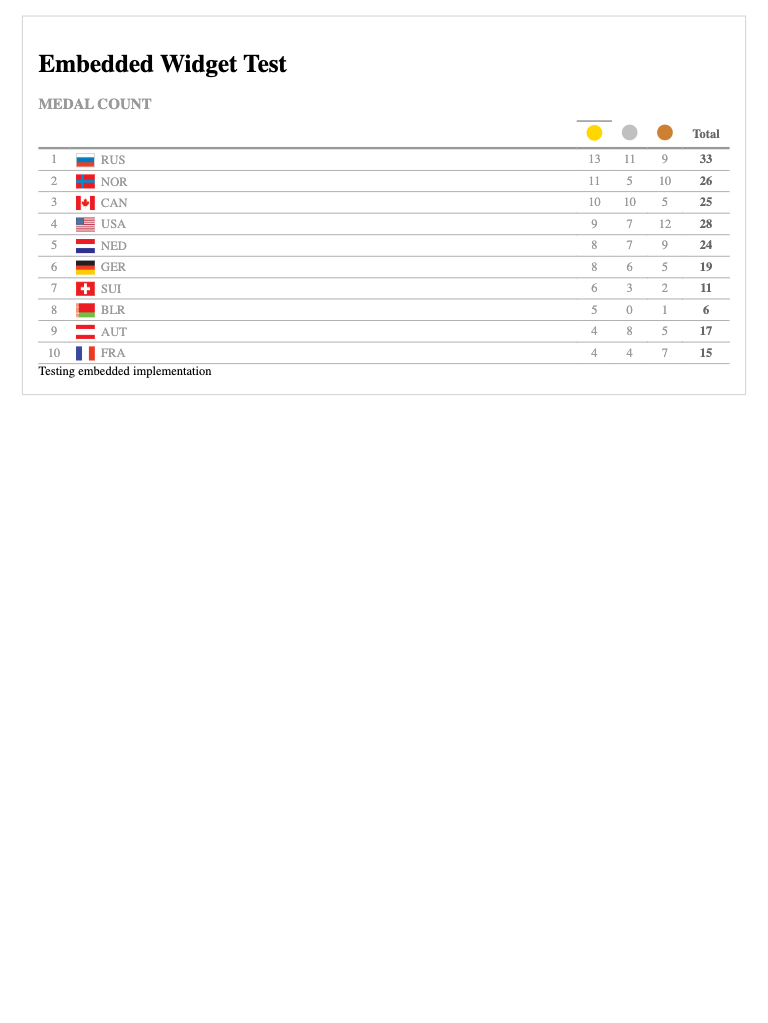 Embedded Widget Test
MEDAL COUNT
Total
1 RUS 13 11 9 33
2 NOR 11 5 10 26
3 CAN 10 10 5 25
4 USA 9 7 12 28
5 NED 8 7 9 24
6 GER 8 6 5 19
7 SUI 6 3 2 11
8 BLR 5 0 1 6
9 AUT 4 8 5 17
10 FRA 4 4 7 15
Testing embedded implementation